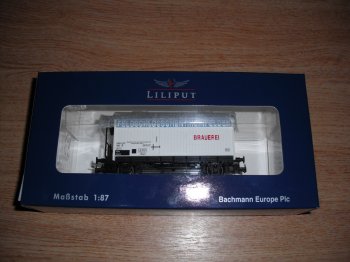 LILIPUT
BRAUEREI
Maßstab 1:87
Bachmann Europe Plc